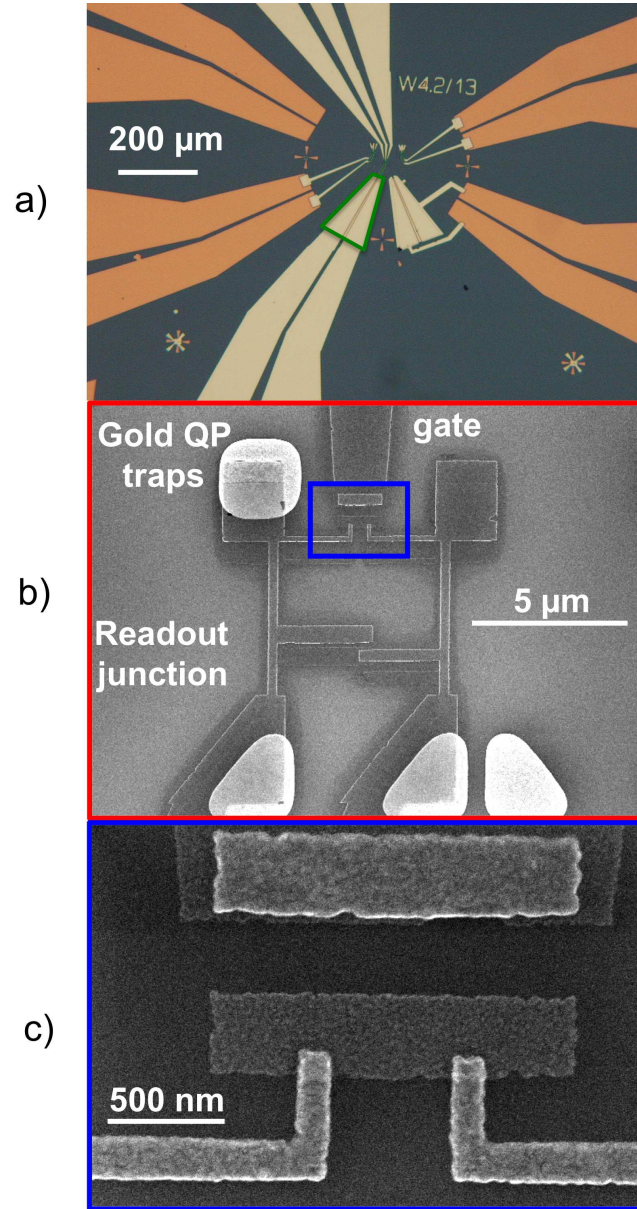 a)
W4.2/13
200 µm
b)
Gold QP
traps
gate
5 µm
Readout
junction
c)
500 nm